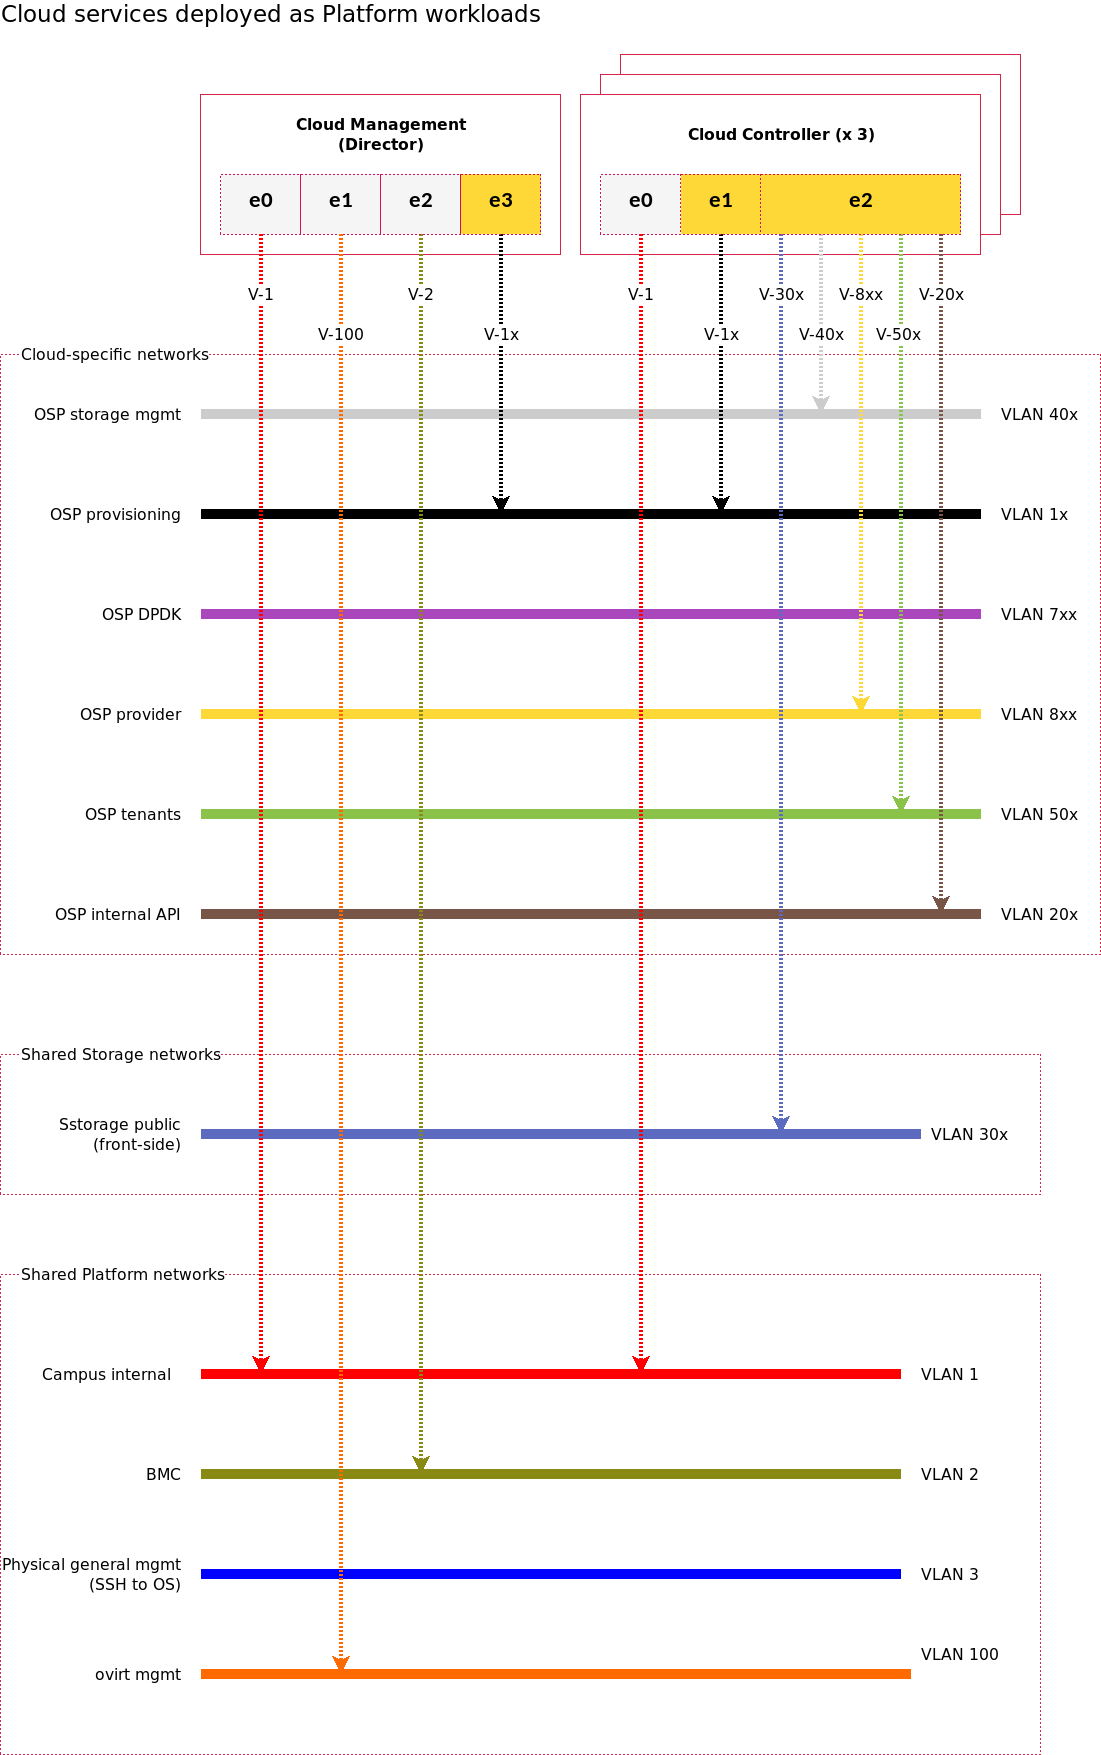 Cloud services deployed as Platform workloads
Cloud Management
(Director)
Cloud Controller (x 3)
e0 e1 e2 e3
e0 e1 e2
V-1 V-2 V-1 V-30x V-8xx V-20x
V-100 V-1x V-1x V-40x V-50x
Cloud-specific networks
OSP storage mgmt VLAN 40x
OSP provisioning VLAN 1x
OSP DPDK VLAN 7xx
OSP provider VLAN 8xx
OSP tenants VLAN 50x
OSP internal API VLAN 20x
Shared Storage networks
Sstorage public
(front-side)
VLAN 30x
Shared Platform networks
Campus internal VLAN 1
BMC VLAN 2
Physical general mgmt
(SSH to OS)
VLAN 3
ovirt mgmt VLAN 100